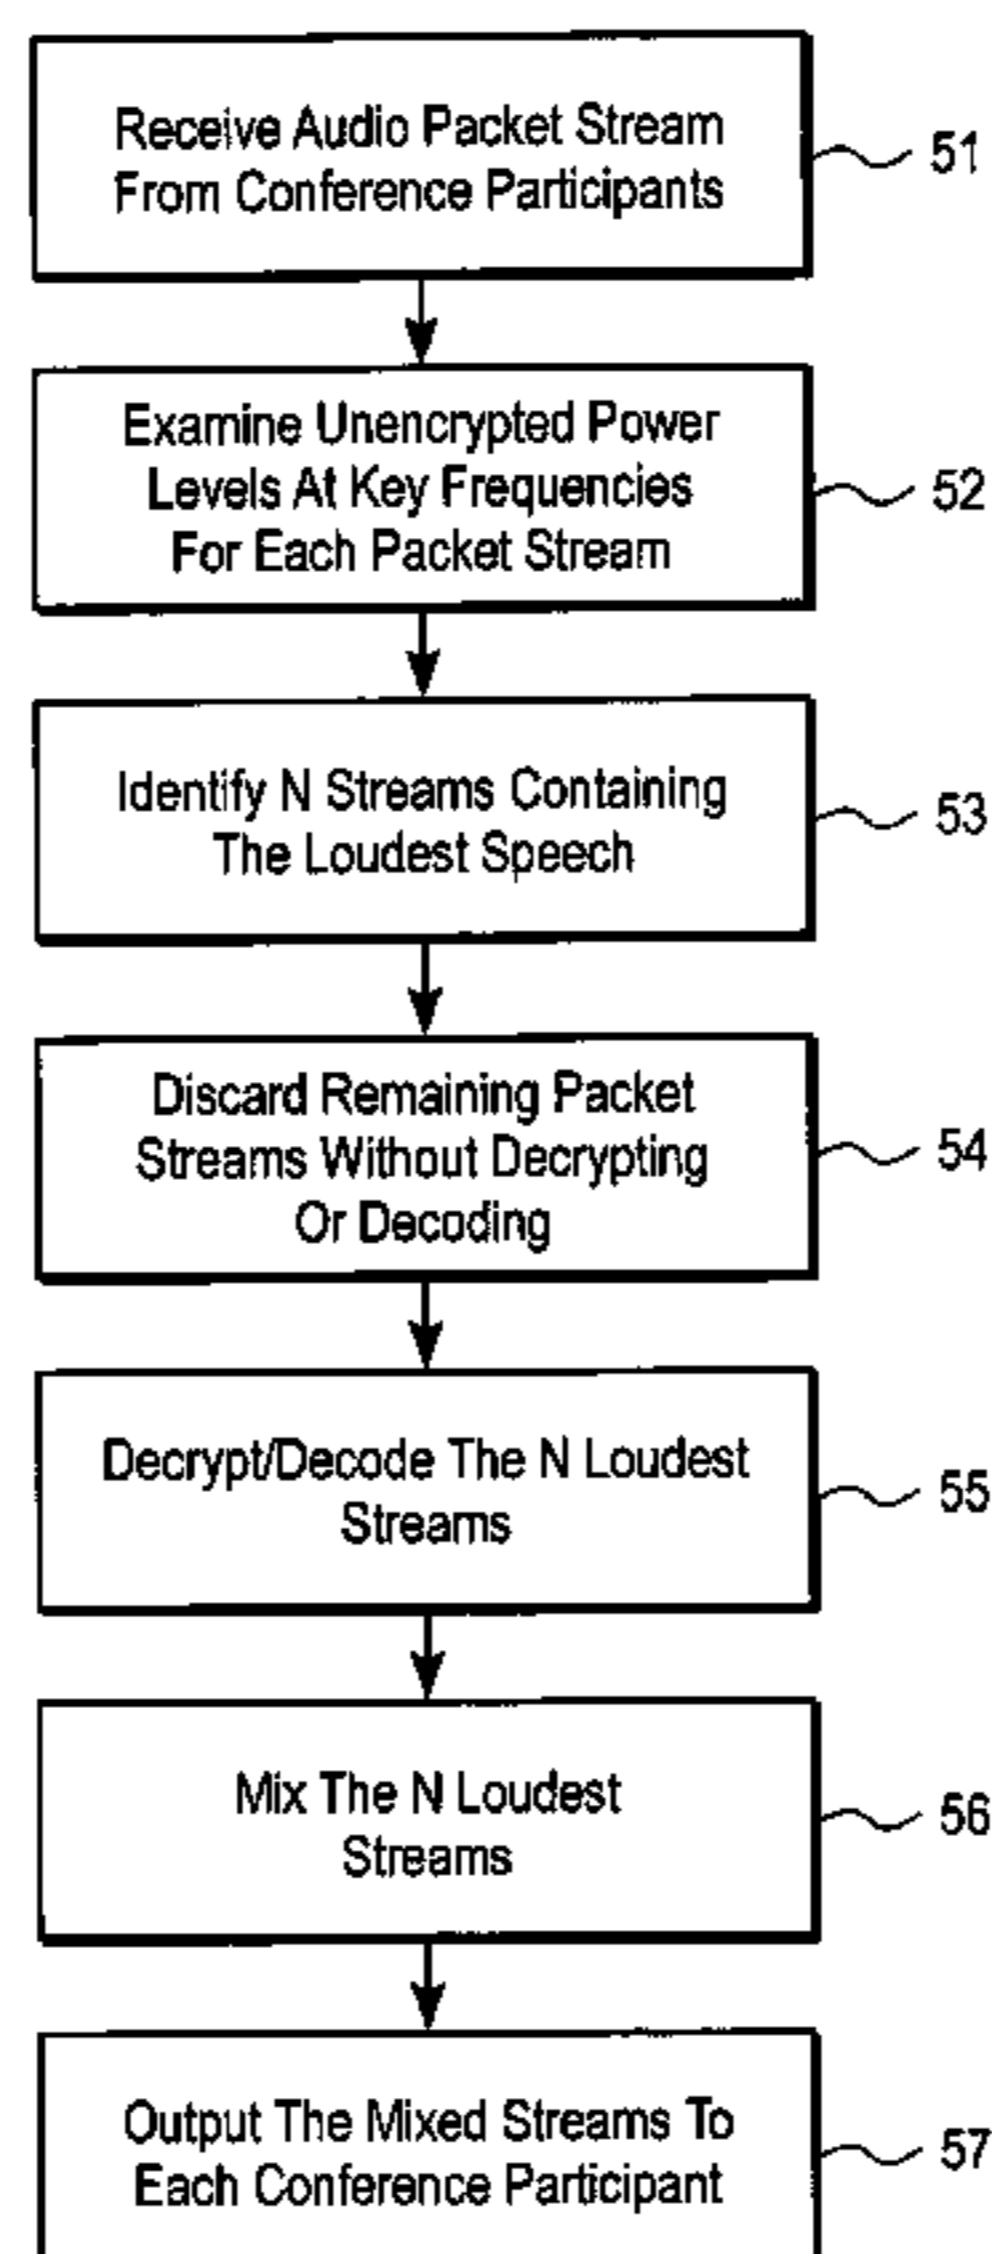 Receive Audio Packet Stream
From Conference Participants
51
Examine Unencrypted Power
Levels At Key Frequencies
For Each Packet Stream
52
Identify N Streams Containing
The Loudest Speech
53
Discard Remaining Packet
Streams Without Decrypting
Or Decoding
54
Decrypt/Decode The N Loudest
Streams
55
Mix The N Loudest
Streams
56
Output The Mixed Streams To
Each Conference Participant
57